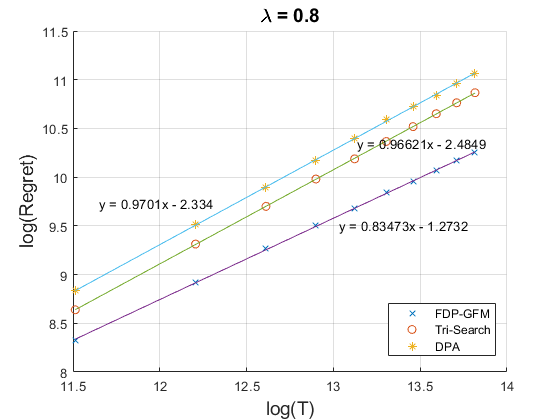 λ = 0.8
log(Regret)
11.5
11
10.5
10
9.5
9
8.5
8
y = 0.96621x - 2.4849
y = 0.9701x - 2.334
y = 0.83473x - 1.2732
FDP-GFM
Tri-Search
DPA
11.5 12 12.5 13 13.5 14
log(T)